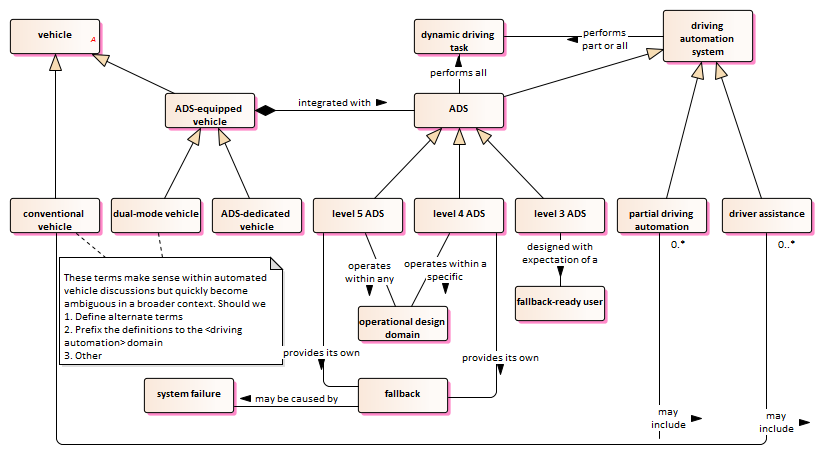 vehicle
A
dynamic driving
task
performs
part or all
driving
automation
system
performs all
ADS-equipped
vehicle
integrated with
ADS
conventional
vehicle
dual-mode vehicle
ADS-dedicated
vehicle
level 5 ADS
level 4 ADS
level 3 ADS
partial driving
automation
driver assistance
0.*
0..*
designed with
expectation of a
operates
within any
operates within a
specific
These terms make sense within automated
vehicle discussions but quickly become
ambiguous in a broader context. Should we
1. Define alternate terms
2. Prefix the definitions to the <driving
automation> domain
3. Other
fallback-ready user
operational design
domain
provides its own
provides its own
system failure
may be caused by
fallback
may
include
may
include